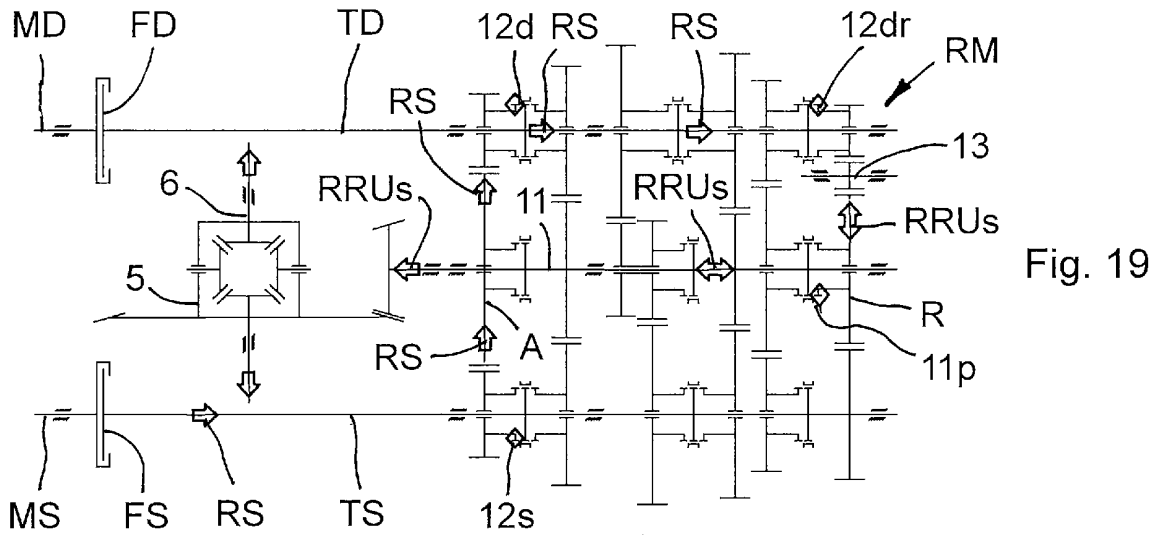 MD FD TD 12d RS RS 12dr RM
RS
13
6 RRUs 11 RRUs
RRUs
Fig. 19
5
RS A R
11p
MS FS RS TS 12s